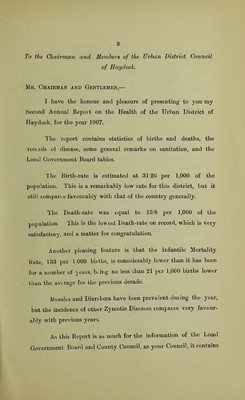 3
To the Chairman and Members of the Urban District Council
of Haydock.
Mr. Chairman and Gentlemen,—
I have the honour and pleasure of presenting to you my
Second Annual Report on the Health of the Urban District of
Haydock, for the year 1907.
The report contains statistics of births and deaths, the
records of disease, some general remarks on sanitation, and the
Local Government Board tables.
The Birth-rate is estimated at 31·26 per 1,000 of the
population. This is a remarkably low rate for this district, but it
still compares favourably with that of the country generally.
The Death-rate was equal to 13·8 per 1,000 of the
population. This is the lowest Death-rate on record, which is very
satisfactory, and a matter for congratulation.
Another pleasing feature is that the Infantile Mortality
Rate, 133 per 1,000 births, is considerably lower than it has been
for a number of years, being no less than 21 per 1,000 births lower
than the average for the previous decade.
Measles and Diarrhœa have been prevalent during the year,
but the incidence of other Zymotic Diseases compares very favour-
ably with previous years.
As this Report is as much for the information of the Local
Government Board and County Council, as your Council, it contains